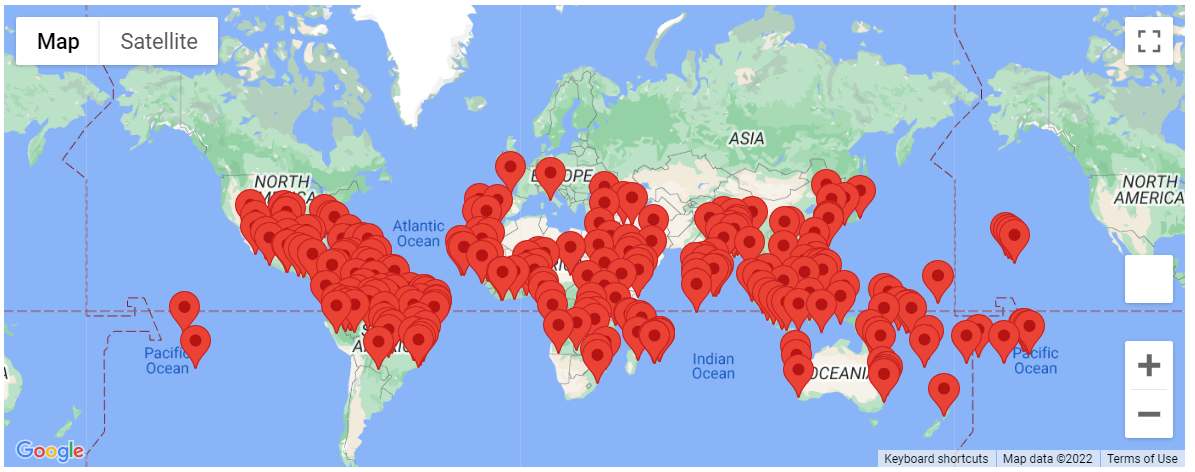 Map
Satellite
ASIA
NORTH
AMERICA
EUROPE
NORTH
AMERICA
Atlantic
Ocean
Pacific
Ocean
Indian
Ocean
OCEANIA
Pacific
Ocean
Google
Keyboard shortcuts
Map data ©2022
Terms of Use